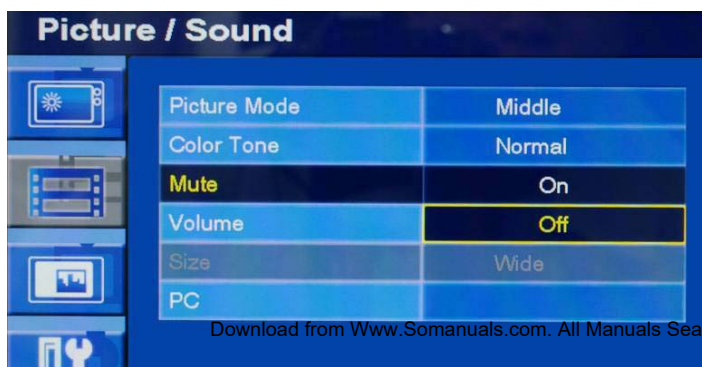 Picture / Sound
Picture Mode Middle
Color Tone Normal
Mute On
Volume Off
Size Wide
PC
Download from Www.Somanuals.com. All Manuals Sea